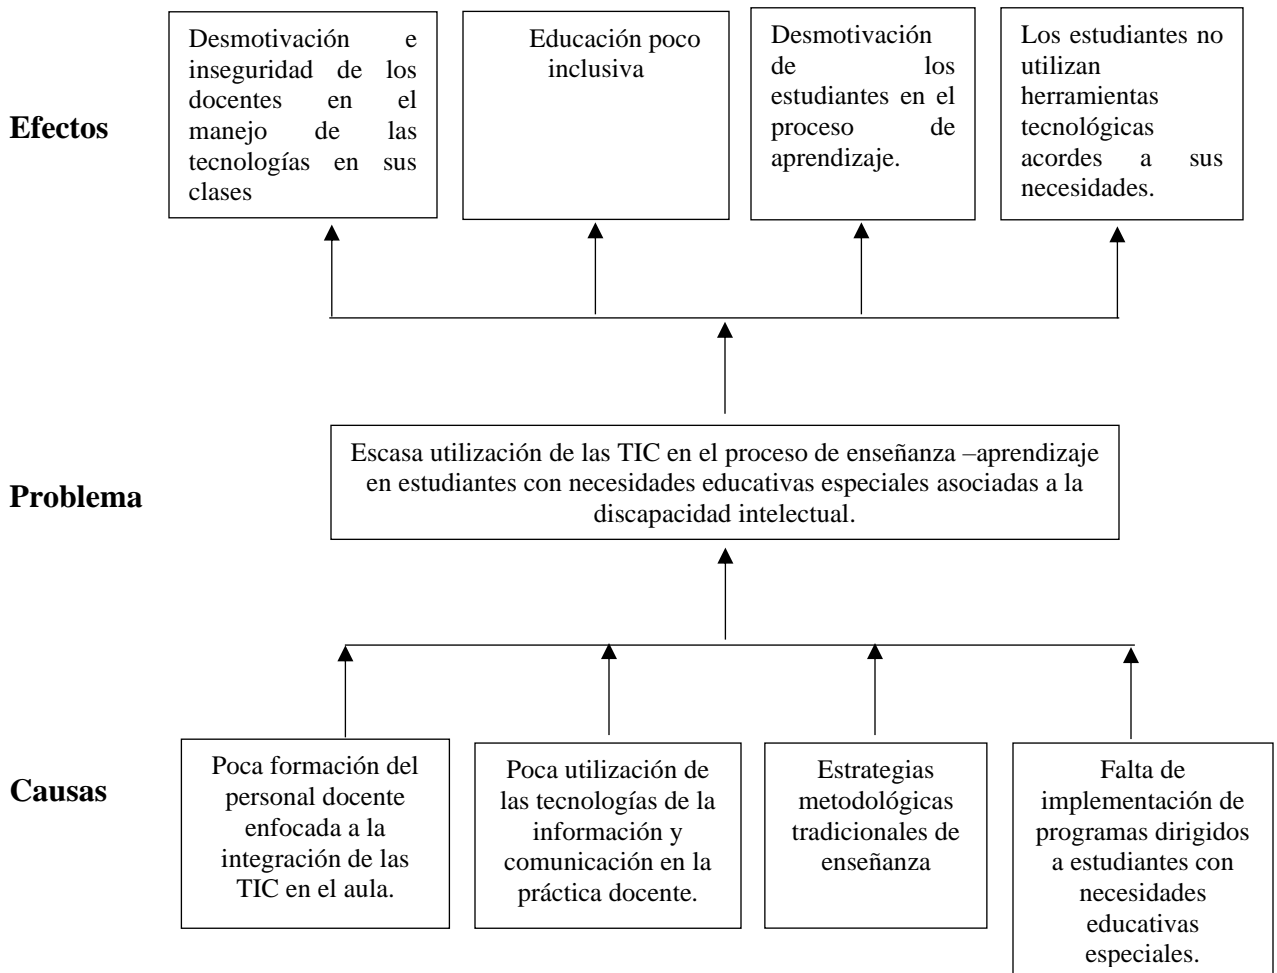 Efectos
Desmotivación e
inseguridad de los
docentes en el
manejo de las
tecnologías en sus
clases
Educación poco
inclusiva
Desmotivación
de los
estudiantes en el
proceso de
aprendizaje.
Los estudiantes no
utilizan
herramientas
tecnológicas
acordes a sus
necesidades.
Problema
Escasa utilización de las TIC en el proceso de enseñanza –aprendizaje
en estudiantes con necesidades educativas especiales asociadas a la
discapacidad intelectual.
Causas
Poca formación del
personal docente
enfocada a la
integración de las
TIC en el aula.
Poca utilización de
las tecnologías de la
información y
comunicación en la
práctica docente.
Estrategias
metodológicas
tradicionales de
enseñanza
Falta de
implementación de
programas dirigidos
a estudiantes con
necesidades
educativas
especiales.